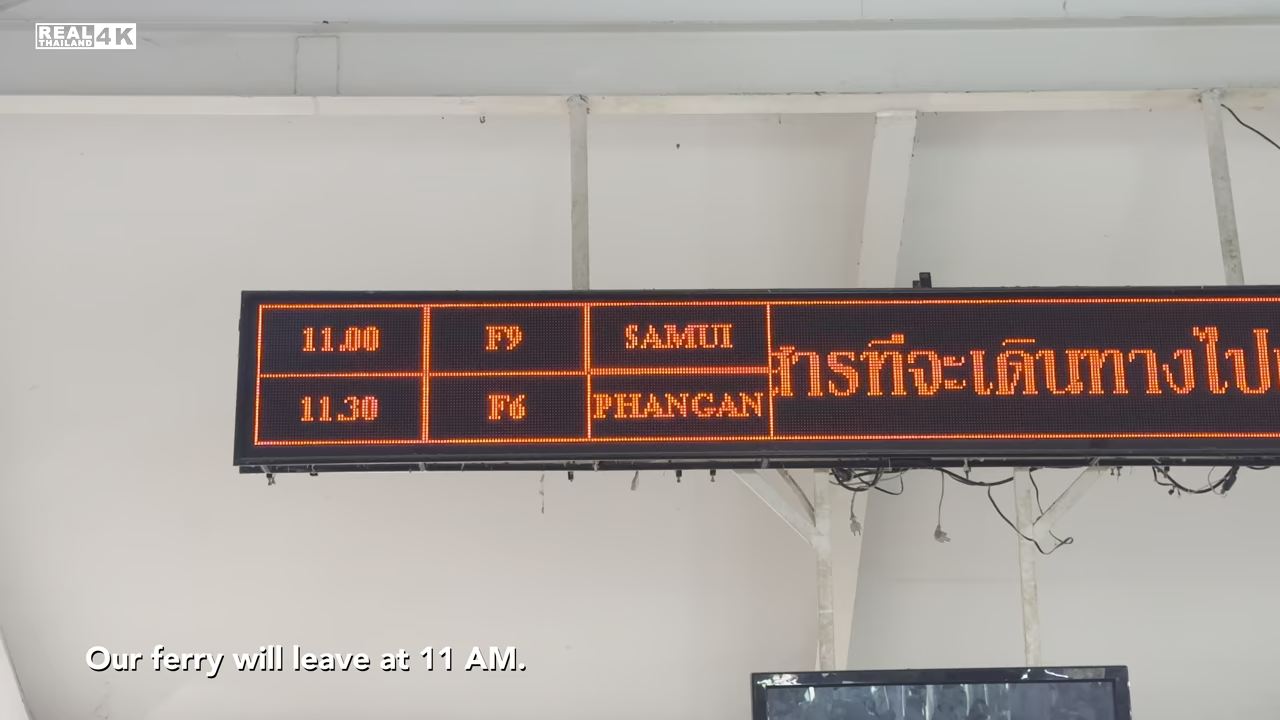 REAL 4K
THAILAND
11.00 F9 SAMUI
11.30 F6 PHANGAN
สารที่จะเดินทางไป
Our ferry will leave at 11 AM.